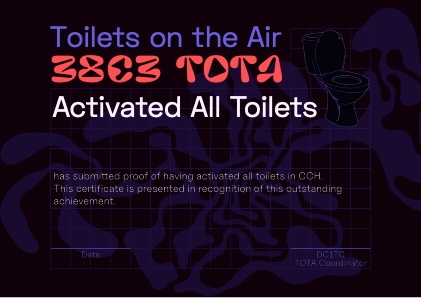 Toilets on the Air
38C3 TOTA
Activated All Toilets
has submitted proof of having activated all toilets in CCH.
This certificate is presented in recognition of this outstanding
achievement.
Date
DC1TC
TOTA Coordinator